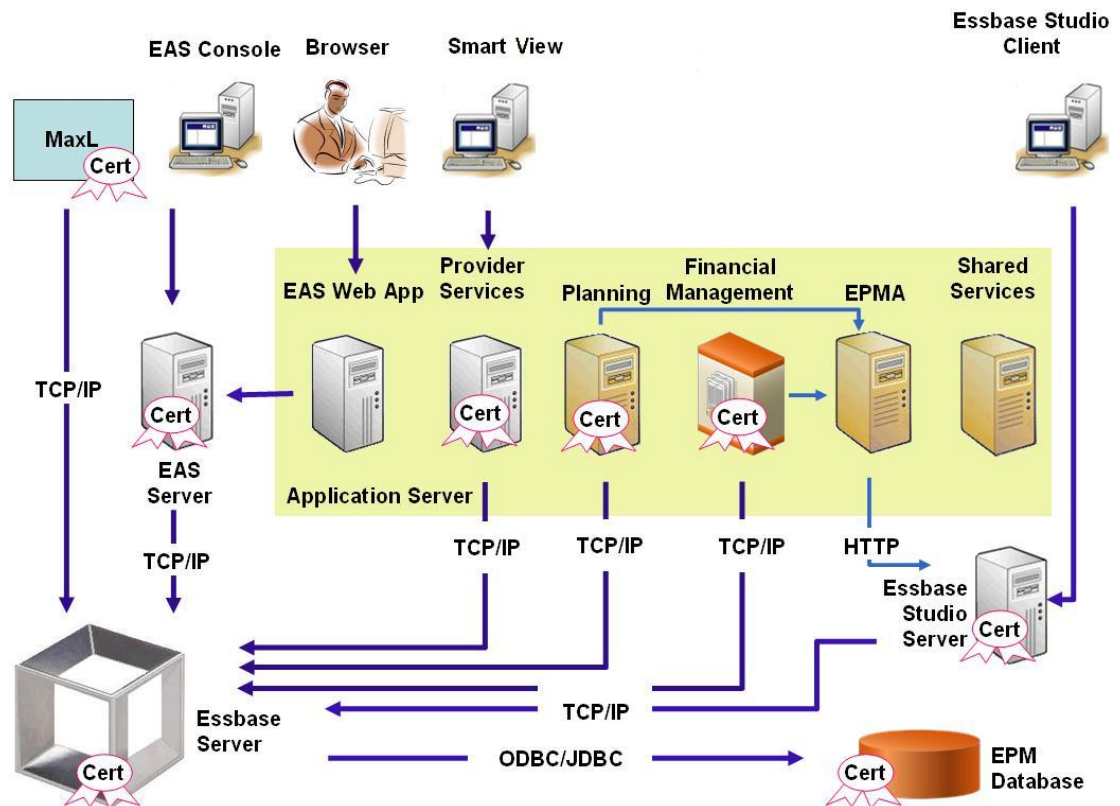 EAS Console
Browser
Smart View
Essbase Studio
Client
MaxL
Cert
EAS Web App
Provider
Services
Planning
Financial
Management
EPMA
Shared
Services
TCP/IP
Cert
Cert
Cert
Cert
EAS
Server
Application Server
TCP/IP
TCP/IP
TCP/IP
TCP/IP
HTTP
Essbase
Studio
Server
Cert
Essbase
Server
TCP/IP
Cert
ODBC/JDBC
Cert
EPM
Database